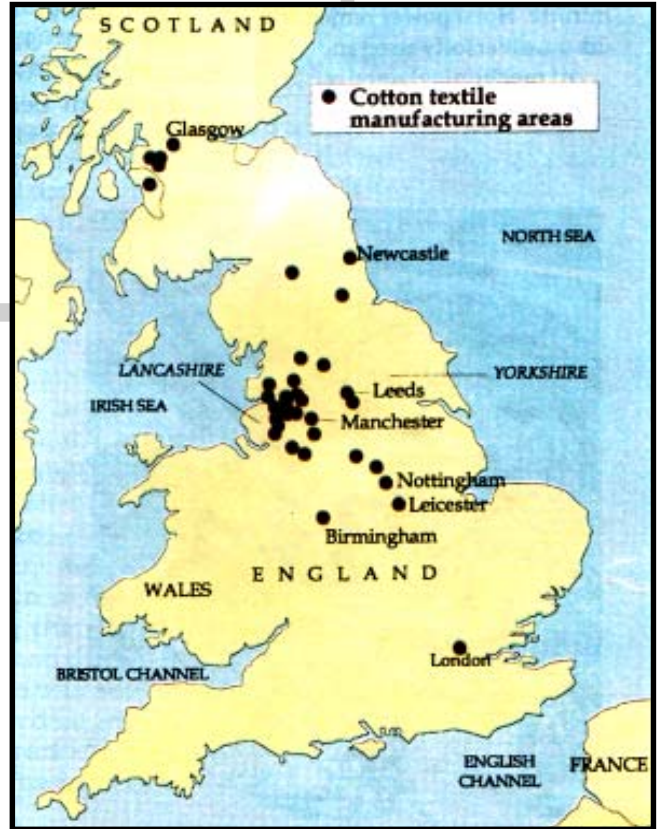 SCOTLAND
● Cotton textile
manufacturing areas
Glasgow
Newcastle
NORTH SEA
LANCASHIRE
YORKSHIRE
Leeds
IRISH SEA
Manchester
Nottingham
Leicester
Birmingham
ENGLAND
WALES
London
BRISTOL CHANNEL
ENGLISH
CHANNEL
FRANCE